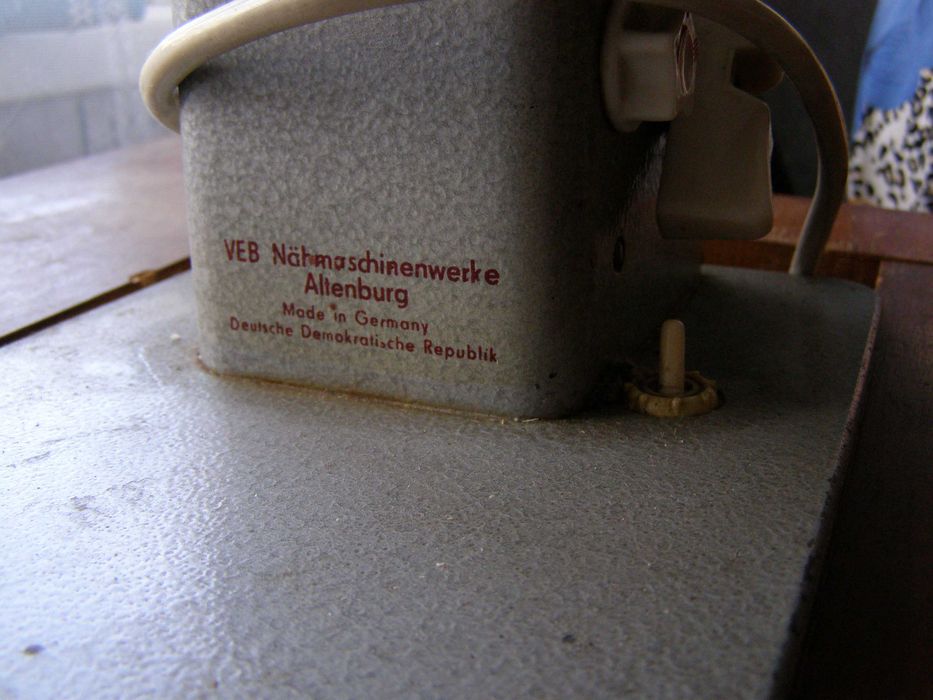 VEB Nähmaschinenwerke
Altenburg
Made in Germany
Deutsche Demokratische Republik